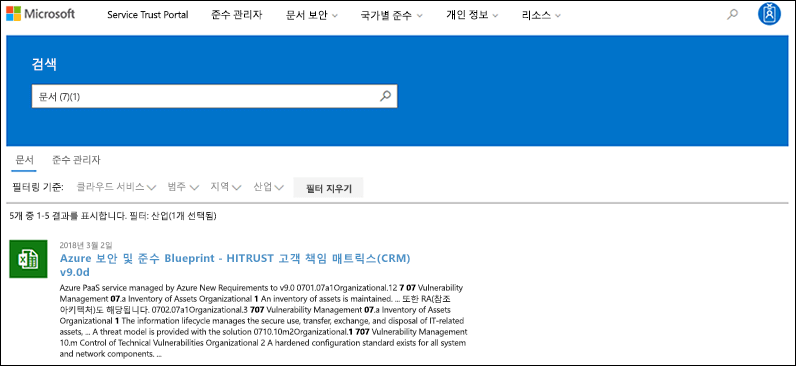 Microsoft Service Trust Portal 준수 관리자 문서 보안 국가별 준수 개인 정보 리소스
검색
문서 (7)(1)
문서 준수 관리자
필터링 기준: 클라우드 서비스 범주 지역 산업 필터 지우기
5개 중 1-5 결과를 표시합니다. 필터: 산업(1개 선택됨)
2018년 3월 2일
Azure 보안 및 준수 Blueprint - HITRUST 고객 책임 매트릭스(CRM)
v9.0d
Azure PaaS service managed by Azure New Requirements to v9.0 0701.07a1Organizational.12 7 07 Vulnerability
Management 07.a Inventory of Assets Organizational 1 An inventory of assets is maintained. ... 또한 RA(참조
아키텍처)도 해당됩니다. 0702.07a1Organizational.3 707 Vulnerability Management 07.a Inventory of Assets
Organizational 1 The information lifecycle manages the secure use, transfer, exchange, and disposal of IT-related
assets, ... A threat model is provided with the solution 0710.10m2Organizational.1 707 Vulnerability Management
10.m Control of Technical Vulnerabilities Organizational 2 A hardened configuration standard exists for all system
and network components. ...